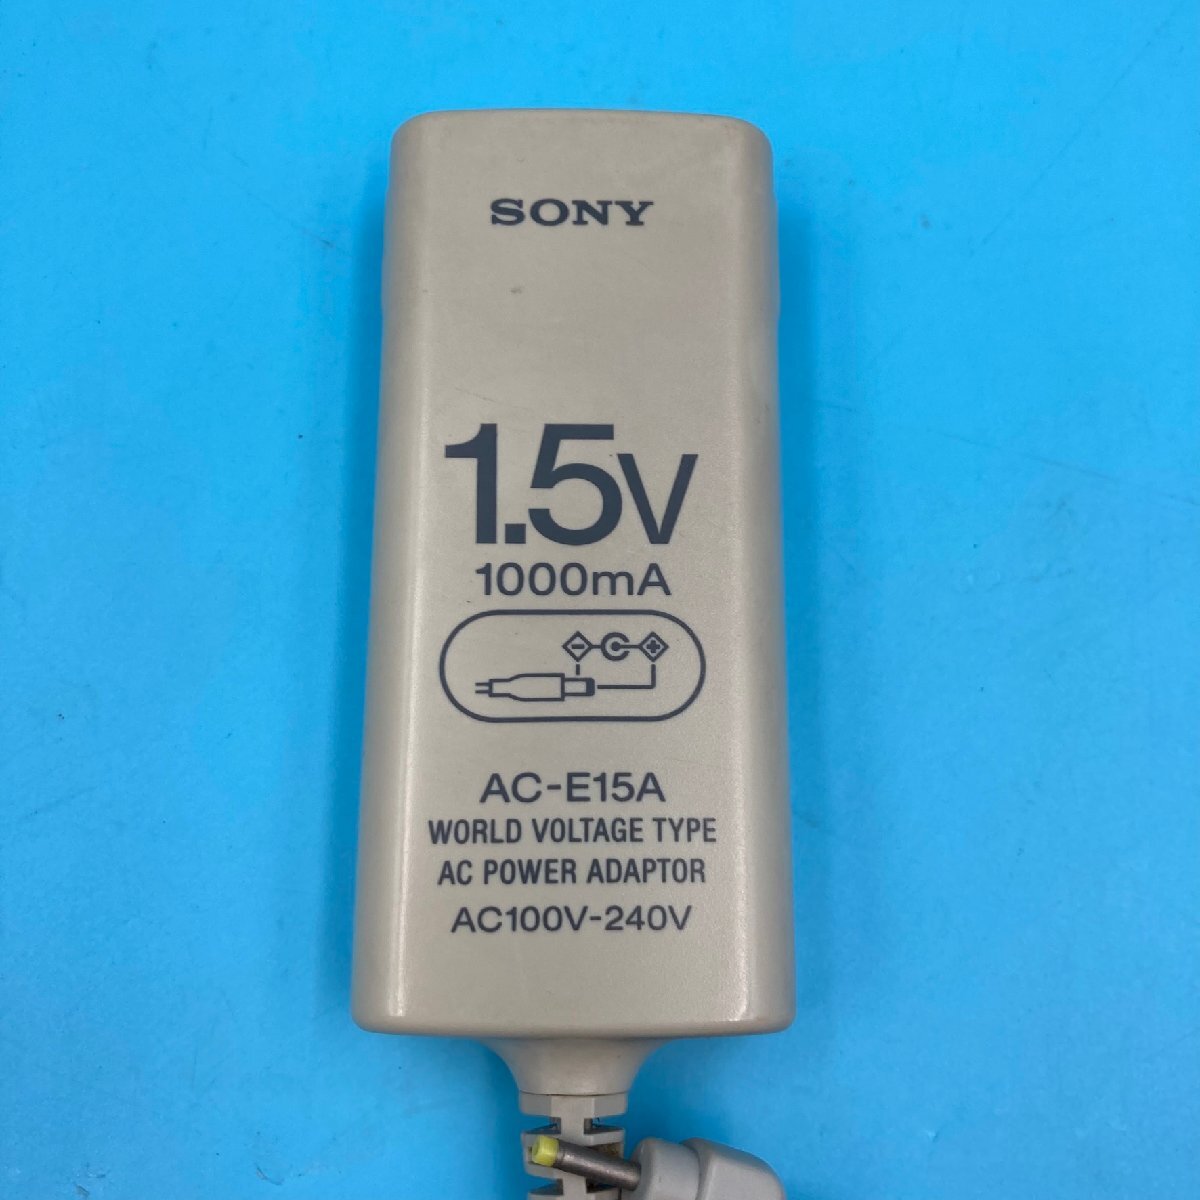 SONY
1.5V
1000mA
AC-E15A
WORLD VOLTAGE TYPE
AC POWER ADAPTOR
AC100V-240V